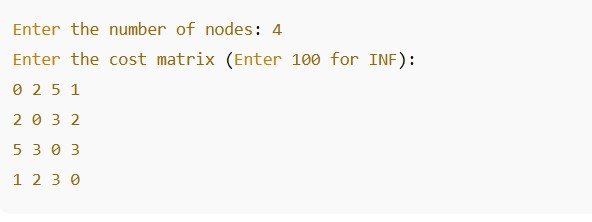 Enter the number of nodes: 4
Enter the cost matrix (Enter 100 for INF):
0 2 5 1
2 0 3 2
5 3 0 3
1 2 3 0